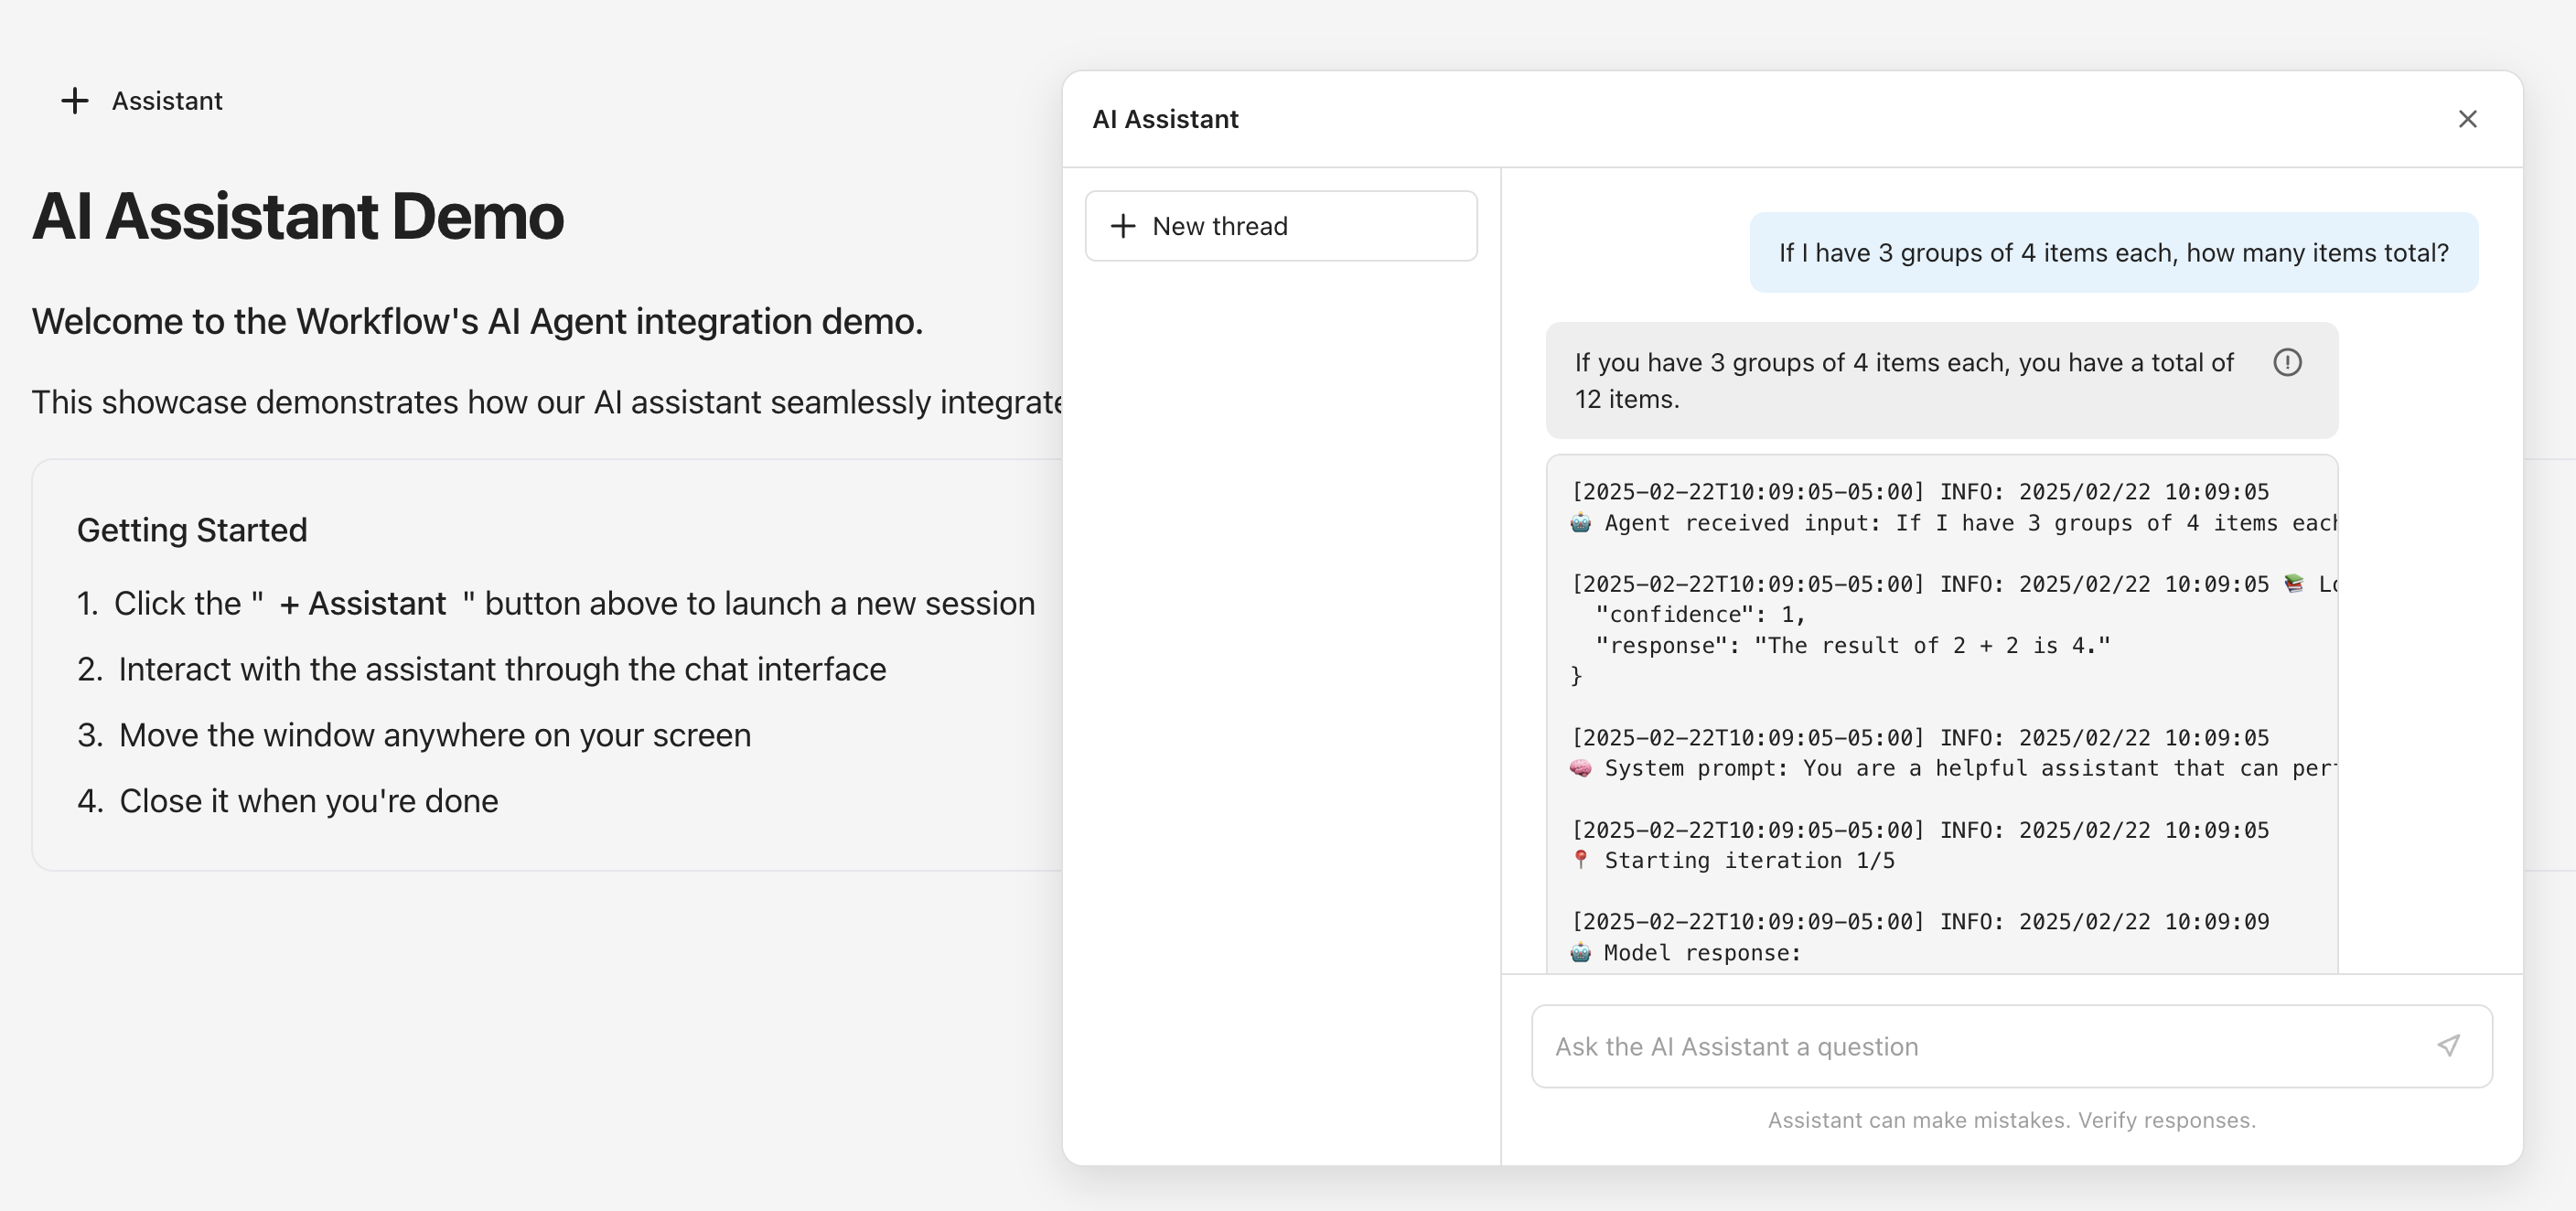 + Assistant
AI Assistant Demo
Welcome to the Workflow's AI Agent integration demo.
This showcase demonstrates how our AI assistant seamlessly
Getting Started
1. Click the " + Assistant " button above to launch a new session
2. Interact with the assistant through the chat interface
3. Move the window anywhere on your screen
4. Close it when you're done
AI Assistant
+ New thread
If I have 3 groups of 4 items each, how many items total?
If you have 3 groups of 4 items each, you have a total of
12 items.
[2025-02-22T10:09:05-05:00] INFO: 2025/02/22 10:09:05
🤖 Agent received input: If I have 3 groups of 4 items each
[2025-02-22T10:09:05-05:00] INFO: 2025/02/22 10:09:05 📚
"confidence": 1,
"response": "The result of 2 + 2 is 4."
}
[2025-02-22T10:09:05-05:00] INFO: 2025/02/22 10:09:05
🧠 System prompt: You are a helpful assistant that can
[2025-02-22T10:09:05-05:00] INFO: 2025/02/22 10:09:05
📍 Starting iteration 1/5
[2025-02-22T10:09:09-05:00] INFO: 2025/02/22 10:09:09
🤖 Model response:
Ask the AI Assistant a question
Assistant can make mistakes. Verify responses.